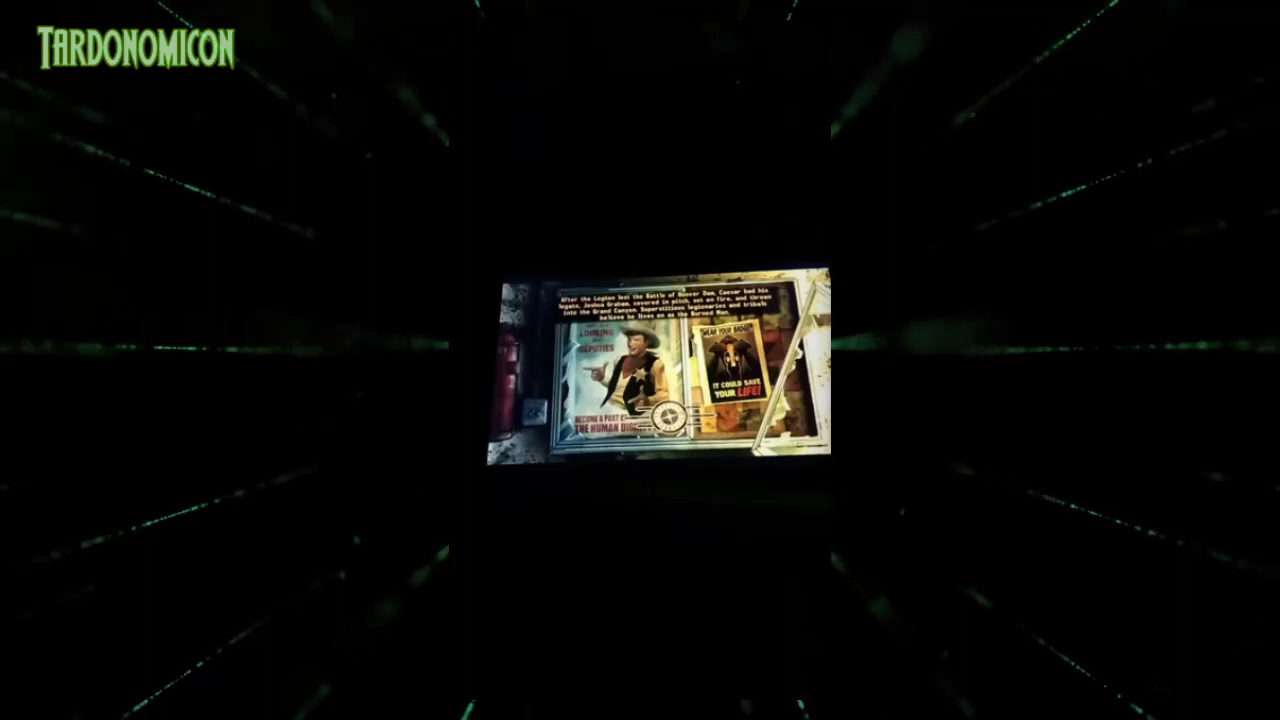 TARDONOMICON
After the Legion lost the Battle of Hoover Dam, Caesar had his
legate, Joshua Graham, covered in pitch, set on fire, and thrown
into the Grand Canyon. Superstitious legionaries and tribals
believe he lives on as the Burned Man.
LOOKING
DEPUTIES
BECOME A PART
THE HUMAN
WEAR YOUR BADGE
IT COULD SAVE
YOUR LIFE!